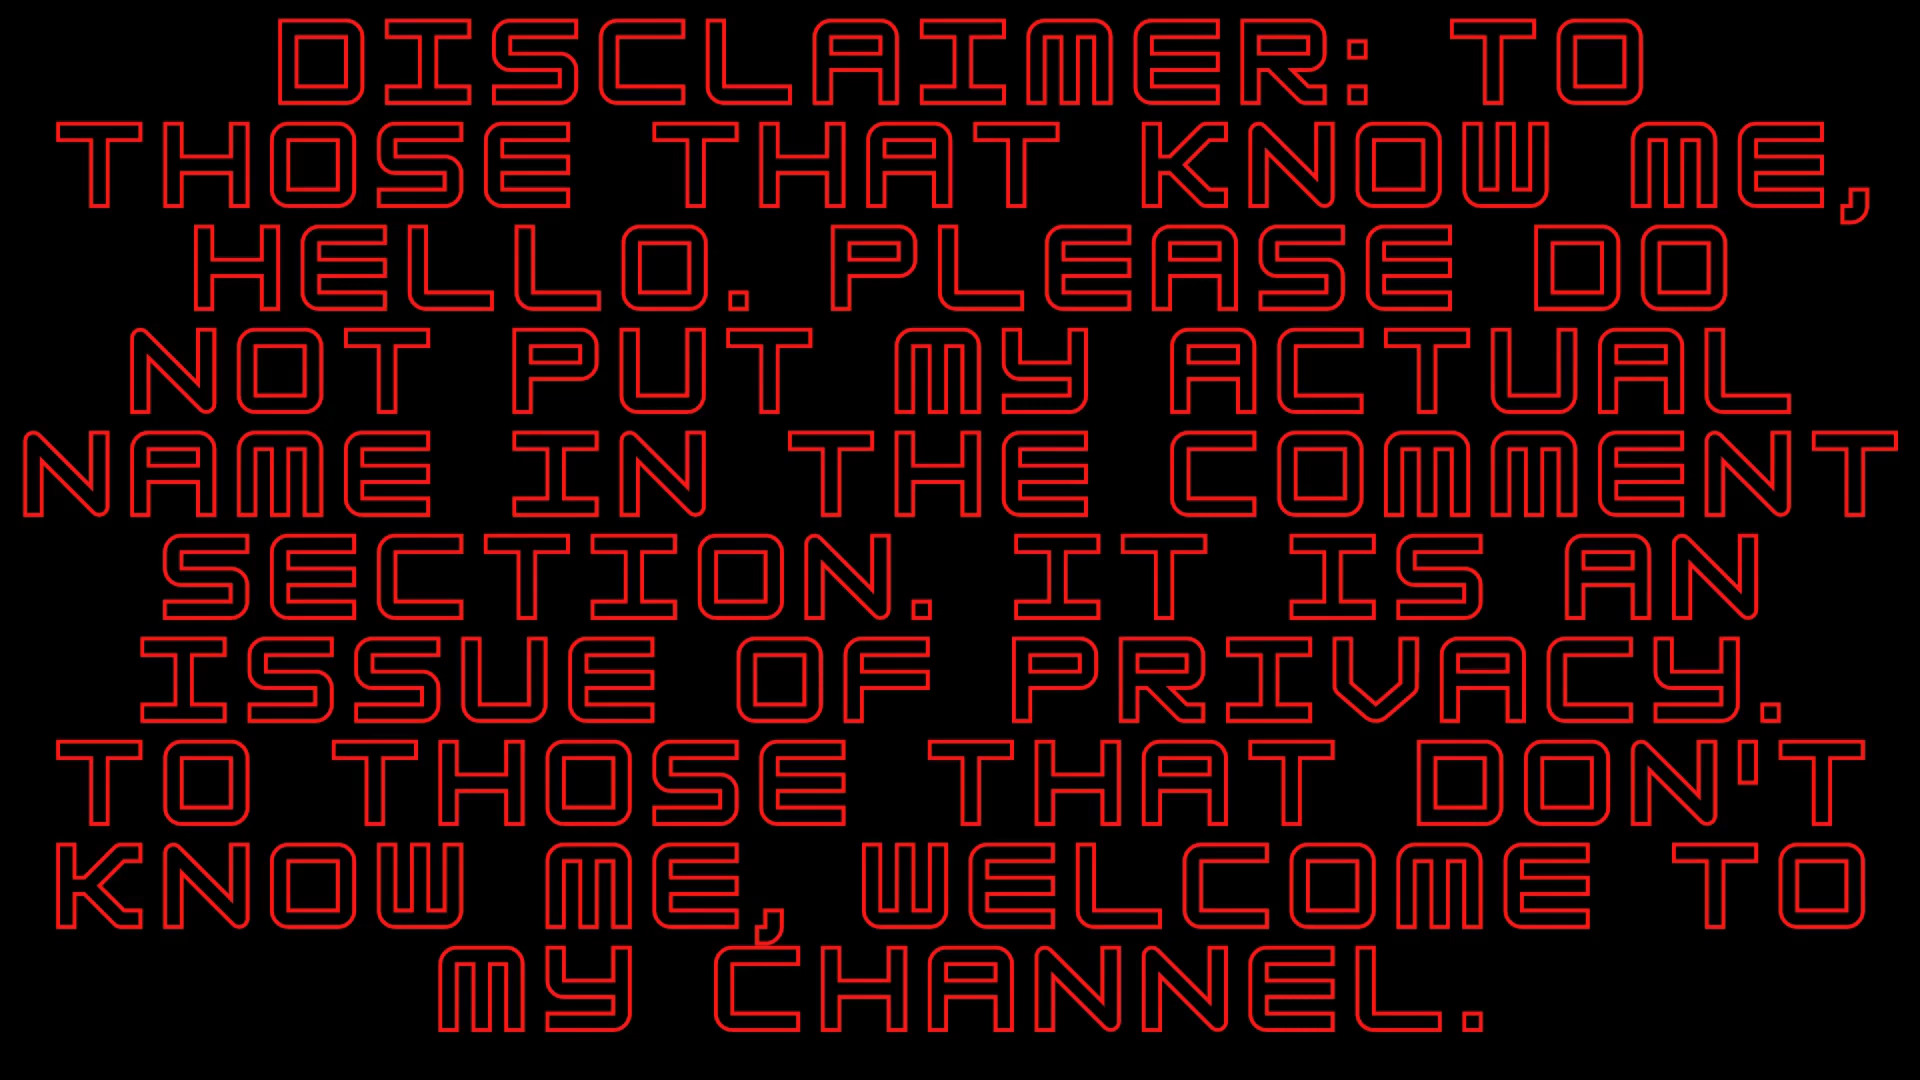 DISCLAIMER: TO
THOSE THAT KNOW ME,
HELLO. PLEASE DO
NOT PUT MY ACTUAL
NAME IN THE COMMENT
SECTION. IT IS AN
ISSUE OF PRIVACY.
TO THOSE THAT DON'T
KNOW ME, WELCOME TO
MY CHANNEL.